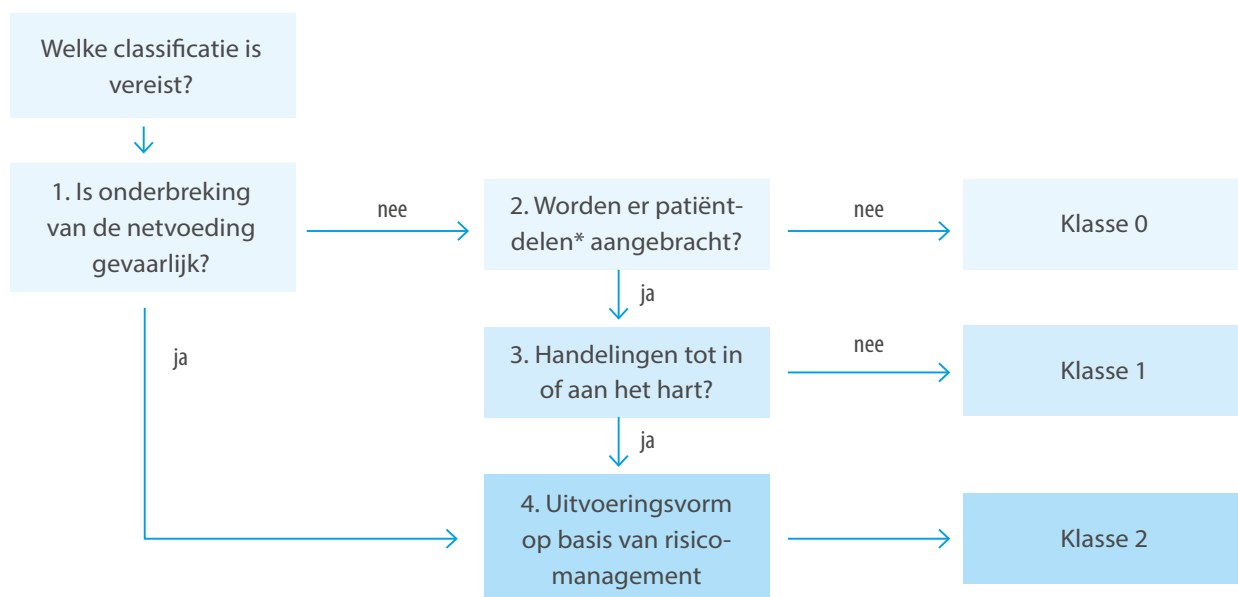 Welke classificatie is
vereist?
1. Is onderbreking
van de netvoeding
gevaarlijk?
nee
2. Worden er patiënt-
delen* aangebracht?
nee
Klasse 0
ja
ja
3. Handelingen tot in
of aan het hart?
nee
Klasse 1
ja
4. Uitvoeringsvorm
op basis van risico-
management
Klasse 2